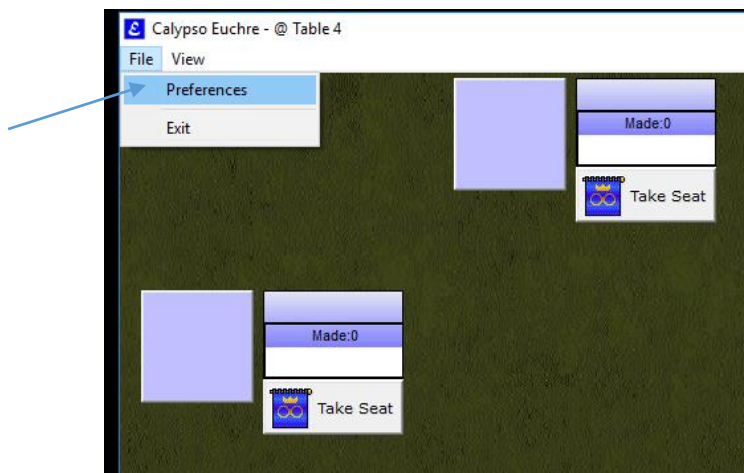 Calypso Euchre - @ Table 4
File View
Preferences
Exit
Made:0
Take Seat
Made:0
Take Seat